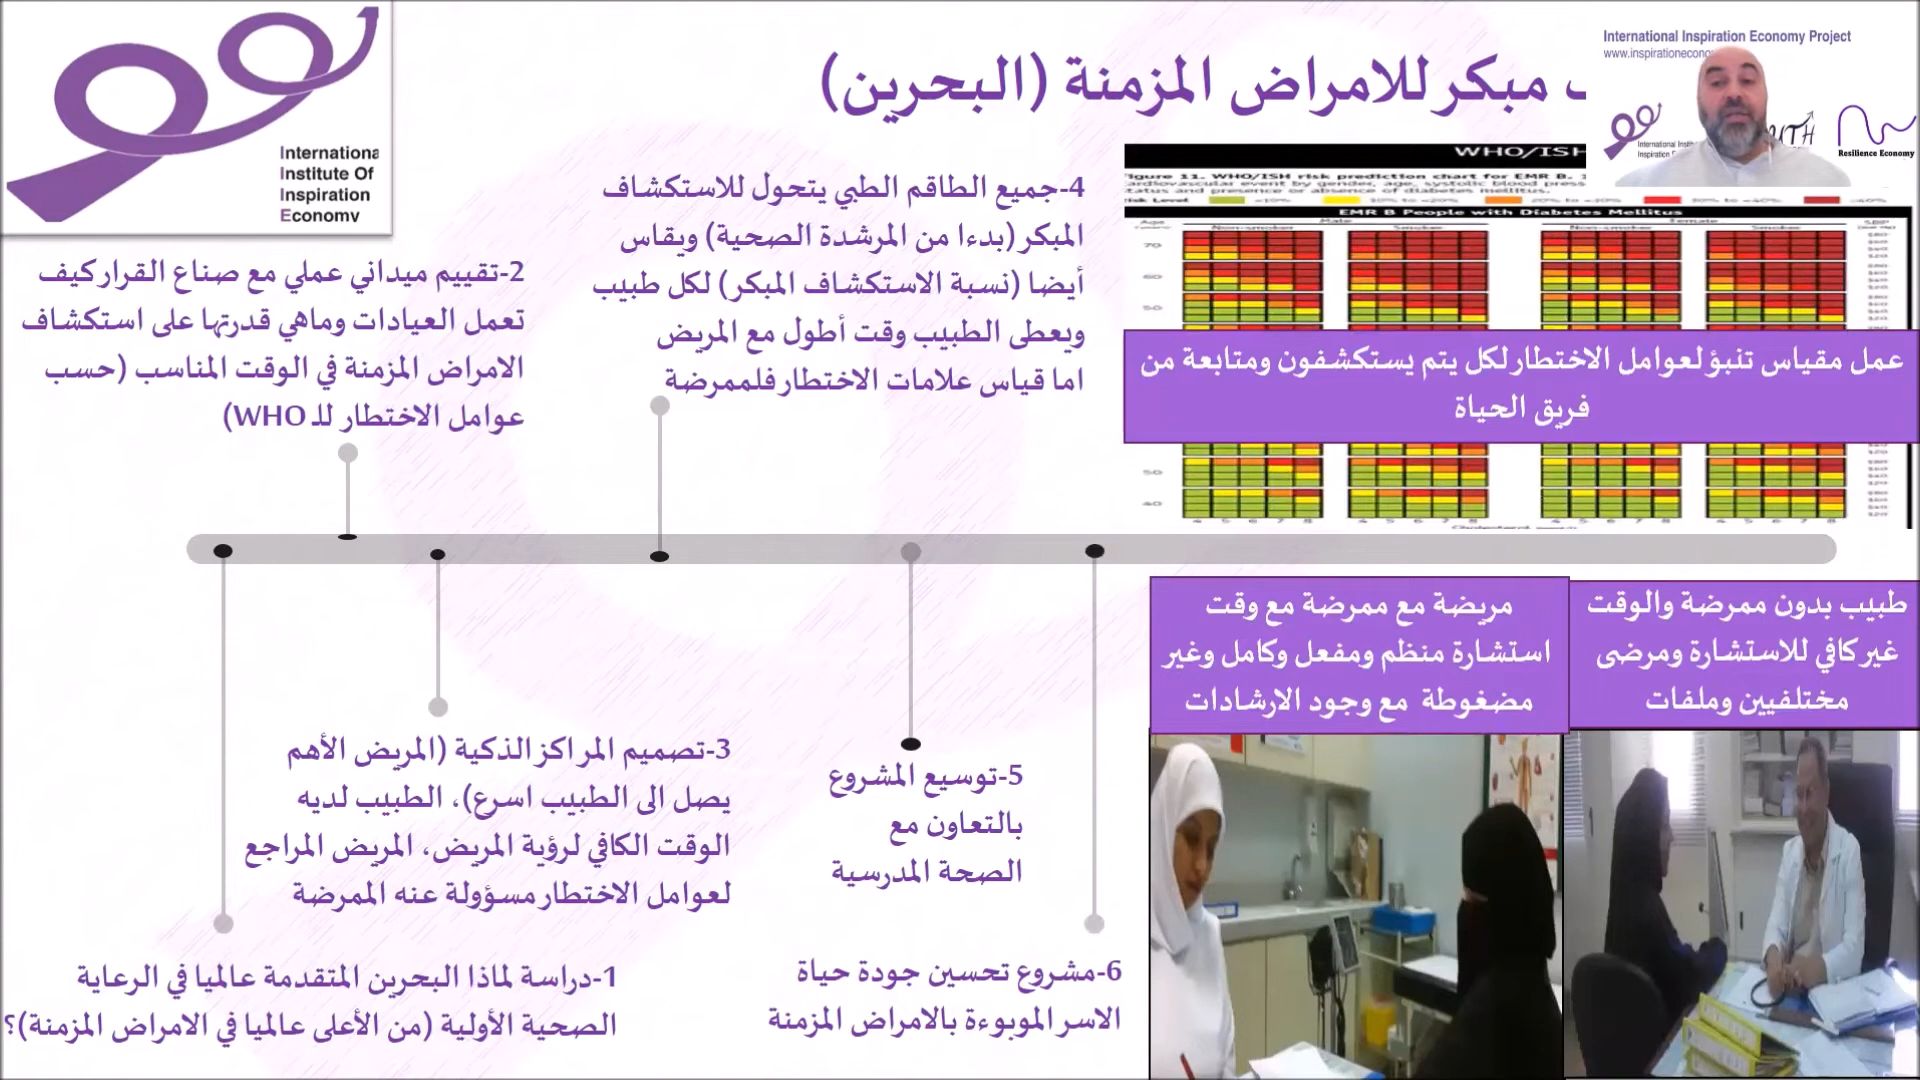 International
Institute Of
Inspiration
Economy
International Inspiration Economy Project
مبكر للامراض المزمنة (البحرين)
Resilience Economy
WHO/ISH
EMR B People with Diabetes Mellitus
4-جميع الطاقم الطبي يتحول للاستكشاف
المبكر (بدءا من المرشدة الصحية) ويقاس
أيضا (نسبة الاستكشاف المبكر) لكل طبيب
ويعطى الطبيب وقت أطول مع المريض
اما قياس علامات الاختطار فلممرضة
2-تقييم ميداني عملي مع صناع القرار كيف
تعمل العيادات وماهي قدرتها على استكشاف
الامراض المزمنة في الوقت المناسب (حسب
عوامل الاختطار للـ WHO)
عمل مقياس تنبؤ لعوامل الاختطار لكل يتم يستكشفون ومتابعة من
فريق الحياة
طبيب بدون ممرضة والوقت
غير كافي للاستشارة ومرضى
مختلفيين وملفات
مريضة مع ممرضة مع وقت
استشارة منظم ومفعل وكامل وغير
مضغوطة مع وجود الارشادات
3-تصميم المراكز الذكية (المريض الأهم
يصل الى الطبيب اسرع)، الطبيب لديه
الوقت الكافي لرؤية المريض، المريض المراجع
لعوامل الاختطار مسؤولة عنه الممرضة
5-توسيع المشروع
بالتعاون مع
الصحة المدرسية
1-دراسة لماذا البحرين المتقدمة عالميا في الرعاية
الصحية الأولية (من الأعلى عالميا في الامراض المزمنة)؟
6-مشروع تحسين جودة حياة
الاسر الموبوءة بالامراض المزمنة